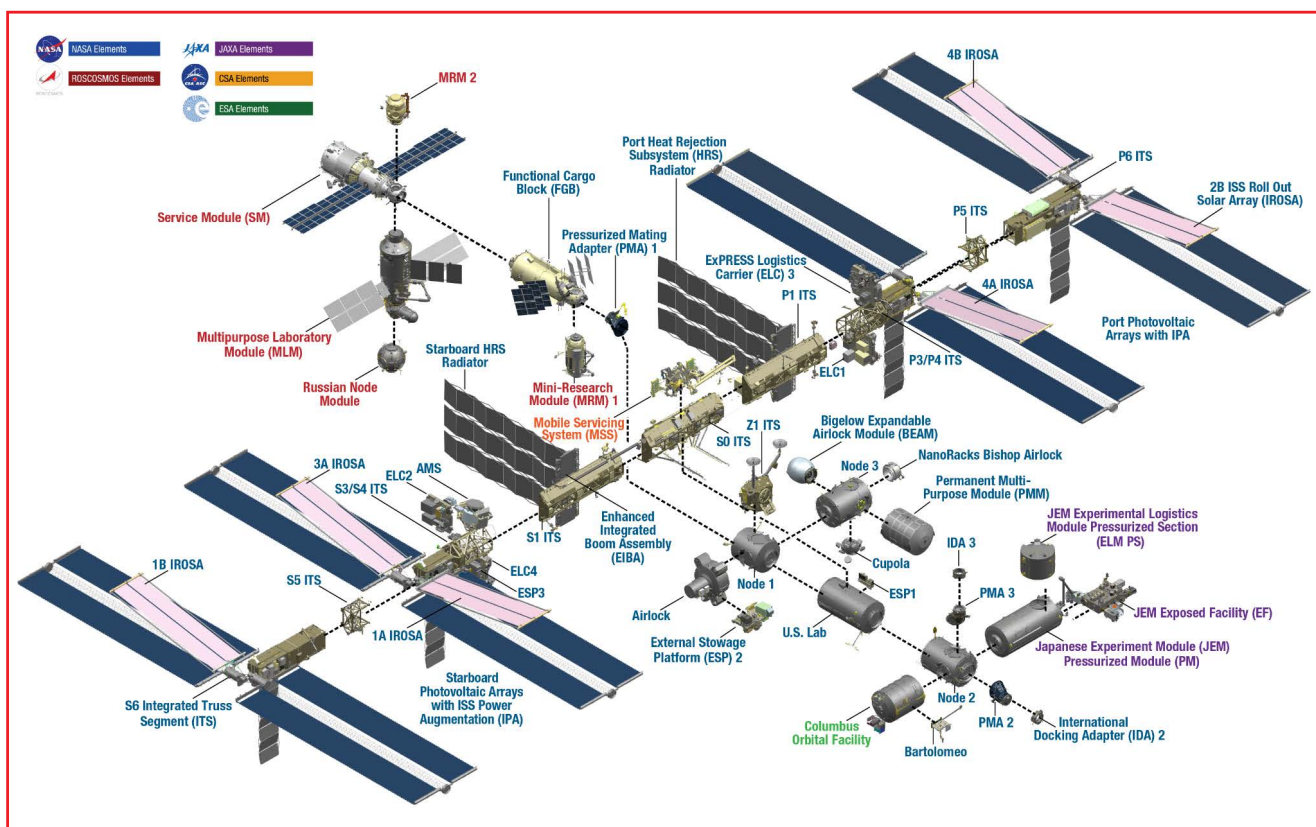 NASA
NASA Elements
ROSCOSMOS Elements
JAXA
JAXA Elements
CSA ASC
CSA Elements
ESA Elements
MRM 2
Service Module (SM)
Multipurpose Laboratory
Module (MLM)
Russian Node
Module
Functional Cargo
Block (FGB)
Pressurized Mating
Adapter (PMA) 1
Mini-Research
Module (MRM) 1
Port Heat Rejection
Subsystem (HRS)
Radiator
ExPRESS Logistics
Carrier (ELC) 3
P1 ITS
4B IROSA
P6 ITS
2B ISS Roll Out
Solar Array (IROSA)
P5 ITS
4A IROSA
Port Photovoltaic
Arrays with IPA
P3/P4 ITS
ELC1
Starboard HRS
Radiator
Mobile Servicing
System (MSS)
S0 ITS
Z1 ITS
Bigelow Expandable
Airlock Module (BEAM)
Node 3
NanoRacks Bishop Airlock
Permanent Multi-
Purpose Module (PMM)
JEM Experimental Logistics
Module Pressurized Section
(ELM PS)
3A IROSA
S3/S4 ITS
ELC2
AMS
S1 ITS
Enhanced
Integrated
Boom Assembly
(EIBA)
Node 1
Cupola
IDA 3
PMA 3
ESP1
JEM Exposed Facility (EF)
Japanese Experiment Module (JEM)
Pressurized Module (PM)
1B IROSA
S5 ITS
ELC4
ESP3
1A IROSA
Airlock
External Stowage
Platform (ESP) 2
U.S. Lab
Node 2
PMA 2
International
Docking Adapter (IDA) 2
S6 Integrated Truss
Segment (ITS)
Starboard
Photovoltaic Arrays
with ISS Power
Augmentation (IPA)
Columbus
Orbital Facility
Bartolomeo